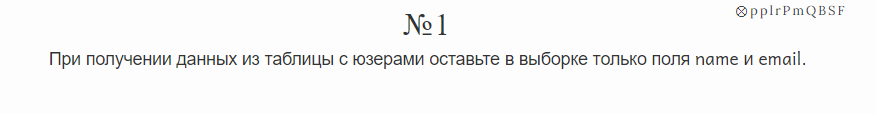 ⊗pplrPmQBSF
№1
При получении данных из таблицы с юзерами оставьте в выборке только поля name и email.